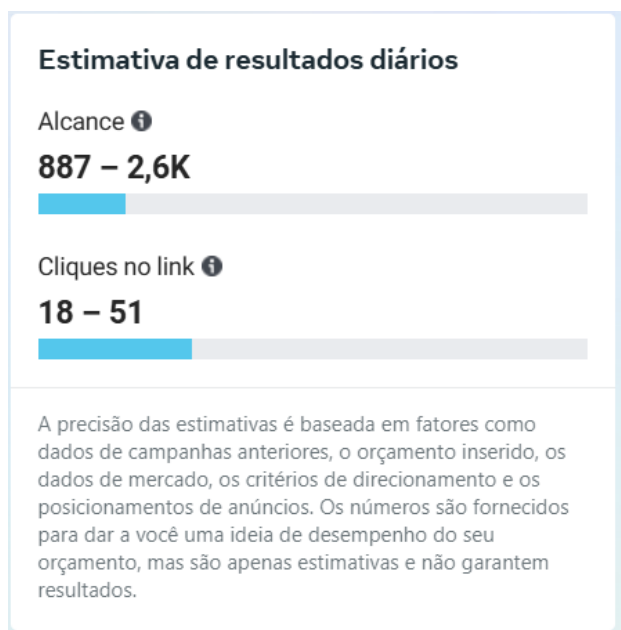 Estimativa de resultados diários
Alcance
887 – 2,6K
Cliques no link
18 – 51
A precisão das estimativas é baseada em fatores como
dados de campanhas anteriores, o orçamento inserido, os
dados de mercado, os critérios de direcionamento e os
posicionamentos de anúncios. Os números são fornecidos
para dar a você uma ideia de desempenho do seu
orçamento, mas são apenas estimativas e não garantem
resultados.